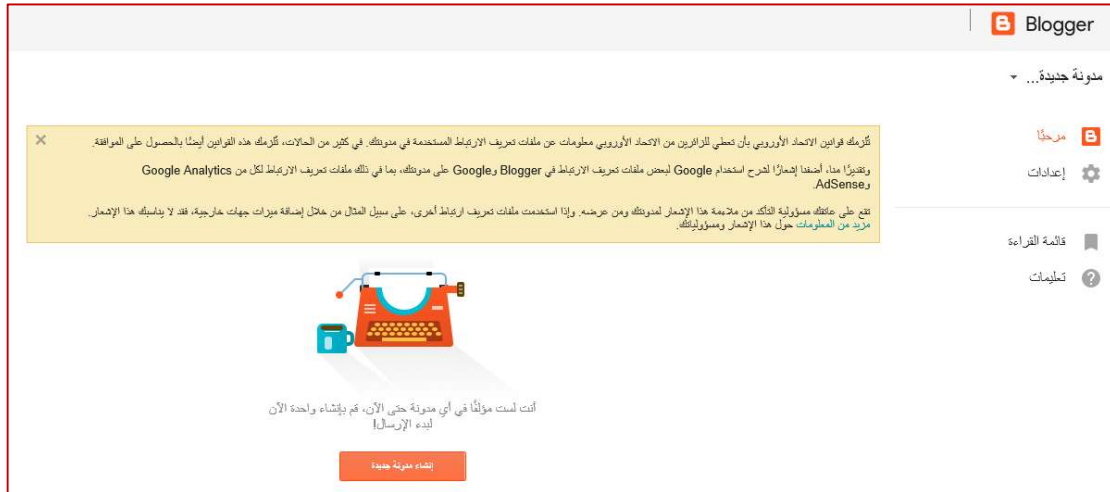 Blogger
مدونة جديدة...
مرحبًا
إعدادات
قائمة القراءة
تعليمات
تُلزمك قوانين الاتحاد الأوروبي بأن تعطي للزائرين من الاتحاد الأوروبي معلومات عن ملفات تعريف الارتباط المستخدمة في مدونتك. في كثير من الحالات، تُلزمك هذه القوانين أيضًا بالحصول على الموافقة.
وتقديرًا منا، أضفنا إشعارًا لشرح استخدام Google لبعض ملفات تعريف الارتباط في Blogger وGoogle على مدونتك، بما في ذلك ملفات تعريف الارتباط لكل من Google Analytics
وAdSense.
تقع على عاتقك مسؤولية التأكد من ملاءمة هذا الإشعار لمدونتك ومن عرضه. وإذا استخدمت ملفات تعريف ارتباط أخرى، على سبيل المثال من خلال إضافة ميزات جهات خارجية، فقد لا يناسبك هذا الإشعار.
مزيد من المعلومات حول هذا الإشعار ومسؤولياتك.
أنت لست مؤلفًا في أي مدونة حتى الآن، قم بإنشاء واحدة الآن
لبدء الإرسال!
إنشاء مدونة جديدة